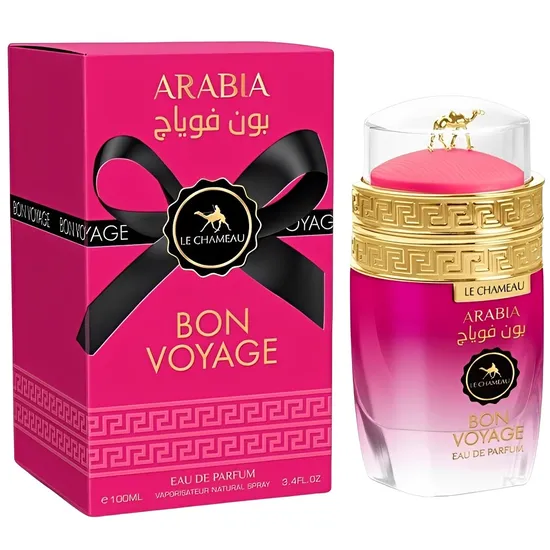 ARABIA
بون فوياج
BON VOYAGE
BON VOYAGE
LE CHAMEAU
BON
VOYAGE
EAU DE PARFUM
e 100ML VAPORISATEUR NATURAL SPRAY 3,4FL.OZ
LE CHAMEAU
ARABIA
بون فوياج
LE CHAMEAU
BON
VOYAGE
EAU DE PARFUM